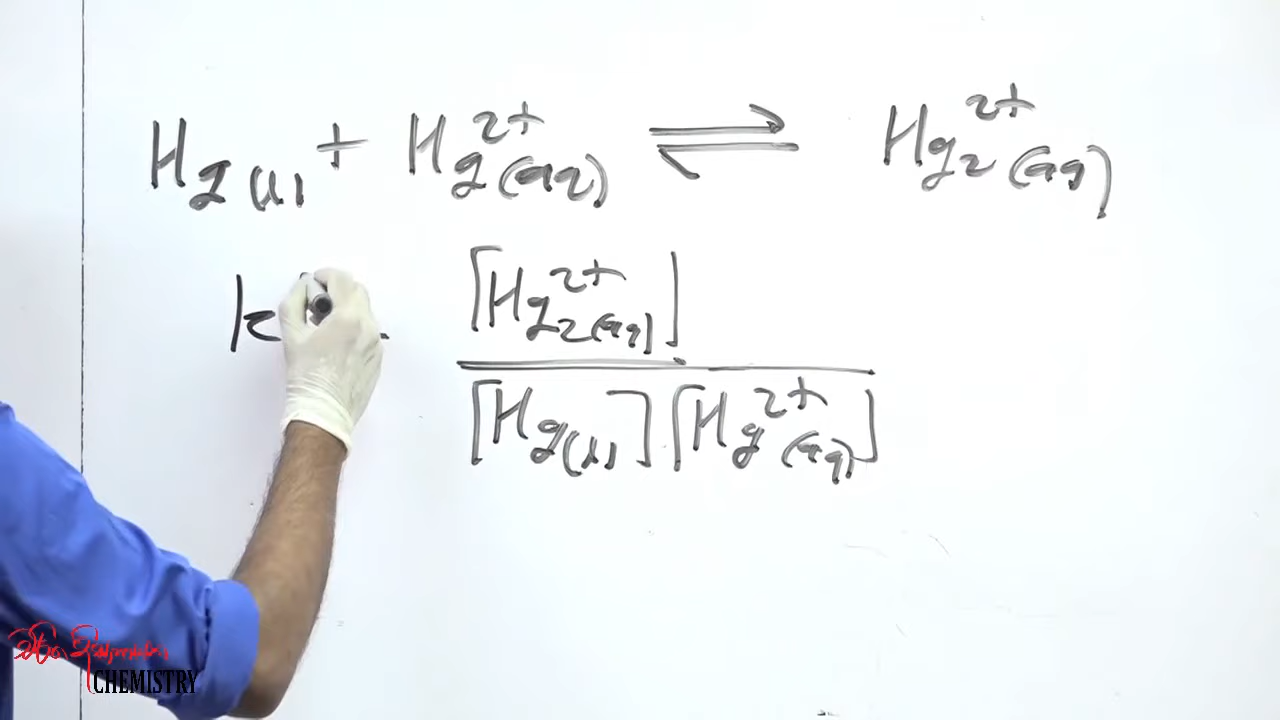 Hg(l) + Hg²⁺(aq) ⇌ Hg₂²⁺(aq)
k
[Hg₂²⁺(aq)]
[Hg(l)] [Hg²⁺(aq)]
CHEMISTRY